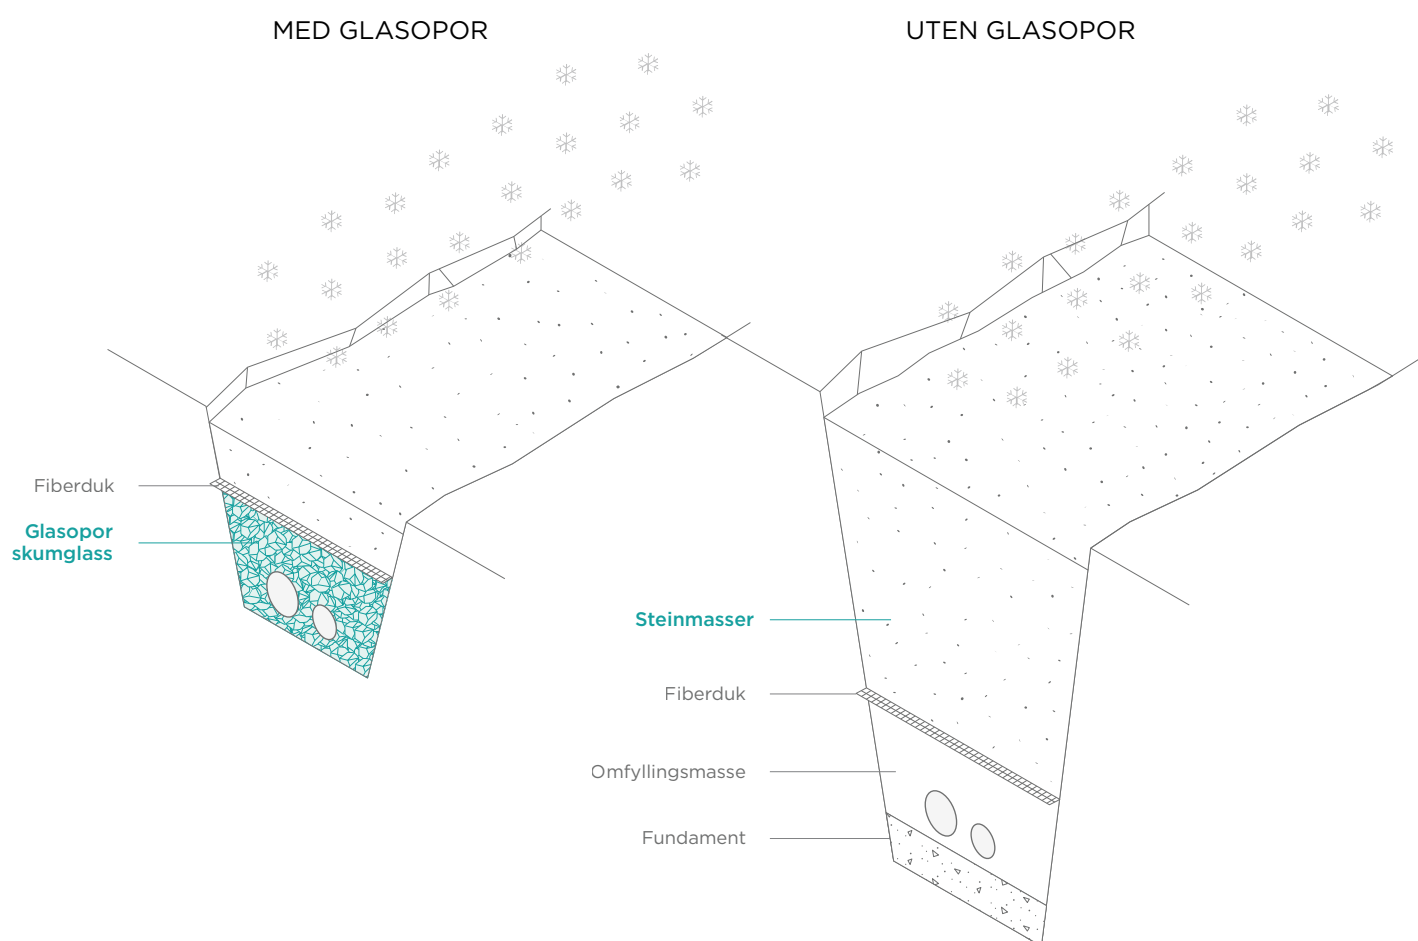 MED GLASOPOR
UTEN GLASOPOR
Fiberduk
Glasopor
skumglass
Steinmasser
Fiberduk
Omfyllingsmasse
Fundament